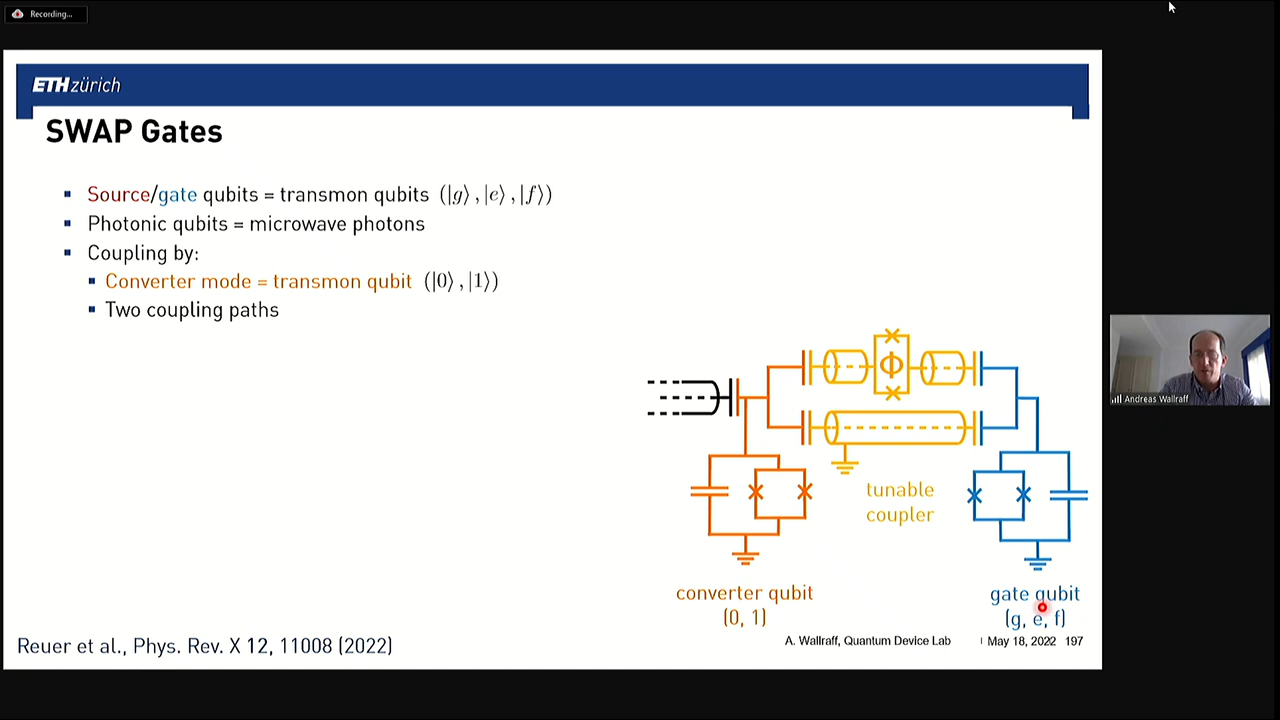 Recording...
ETH zürich
SWAP Gates
Source/gate qubits = transmon qubits (|g⟩, |e⟩, |f⟩)
Photonic qubits = microwave photons
Coupling by:
Converter mode = transmon qubit (|0⟩, |1⟩)
Two coupling paths
Φ
tunable
coupler
converter qubit
(0, 1)
gate qubit
(g, e, f)
Reuer et al., Phys. Rev. X 12, 11008 (2022)
A. Wallraff, Quantum Device Lab
May 18, 2022 197
Andreas Wallraff